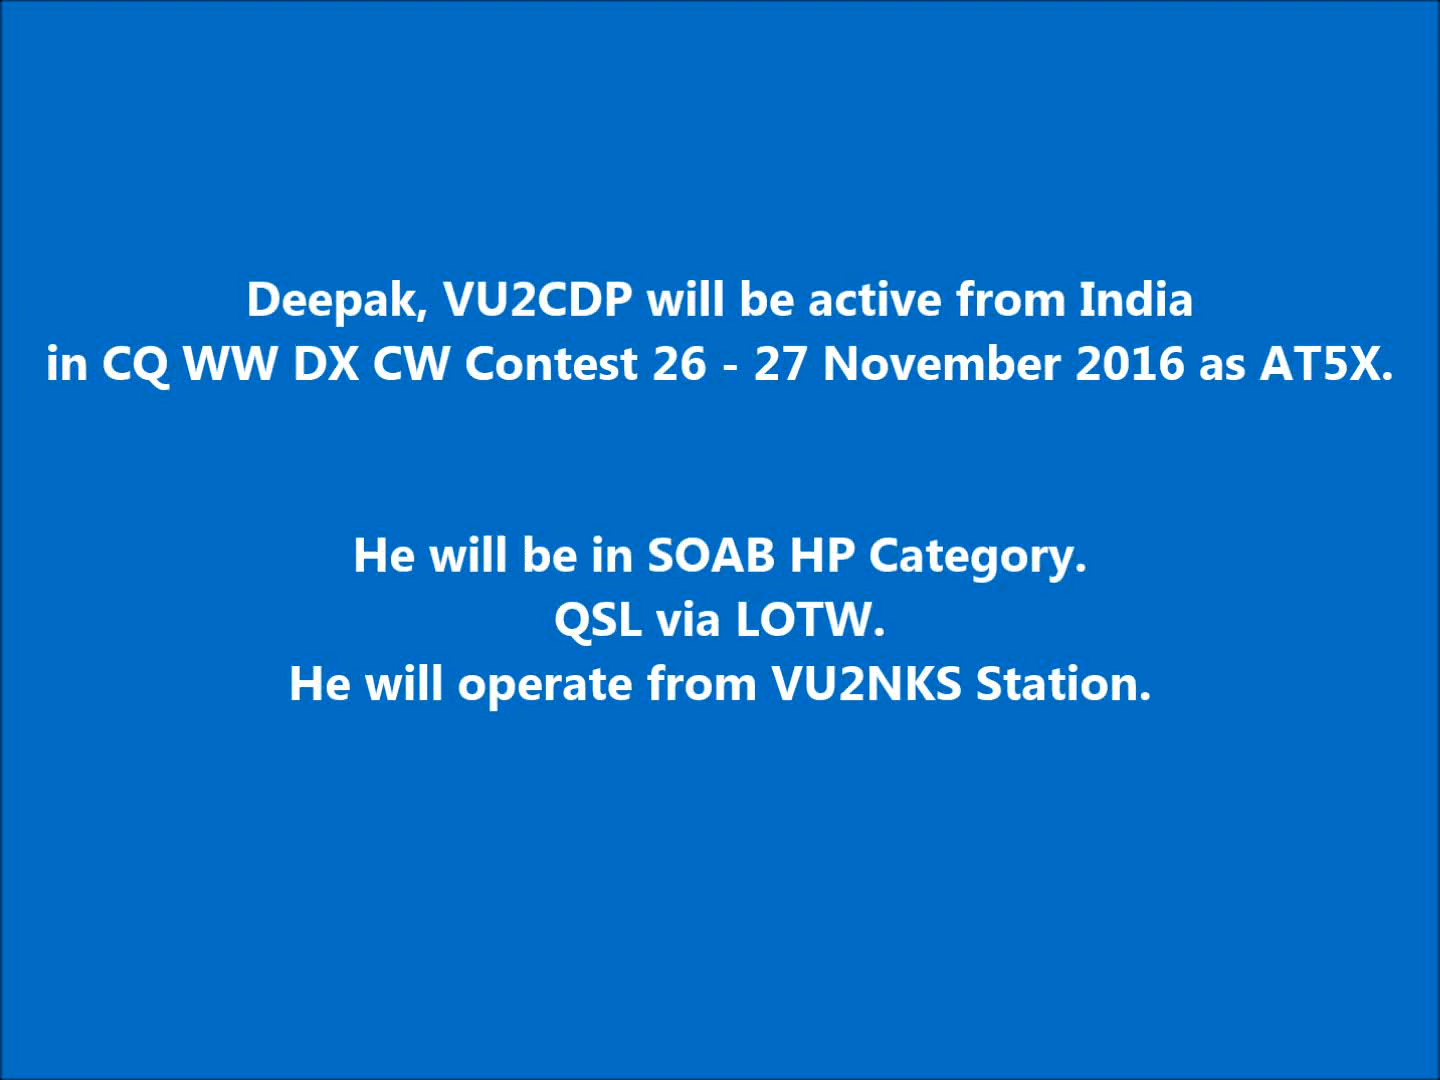 Deepak, VU2CDP will be active from India
in CQ WW DX CW Contest 26 - 27 November 2016 as AT5X.
He will be in SOAB HP Category.
QSL via LOTW.
He will operate from VU2NKS Station.